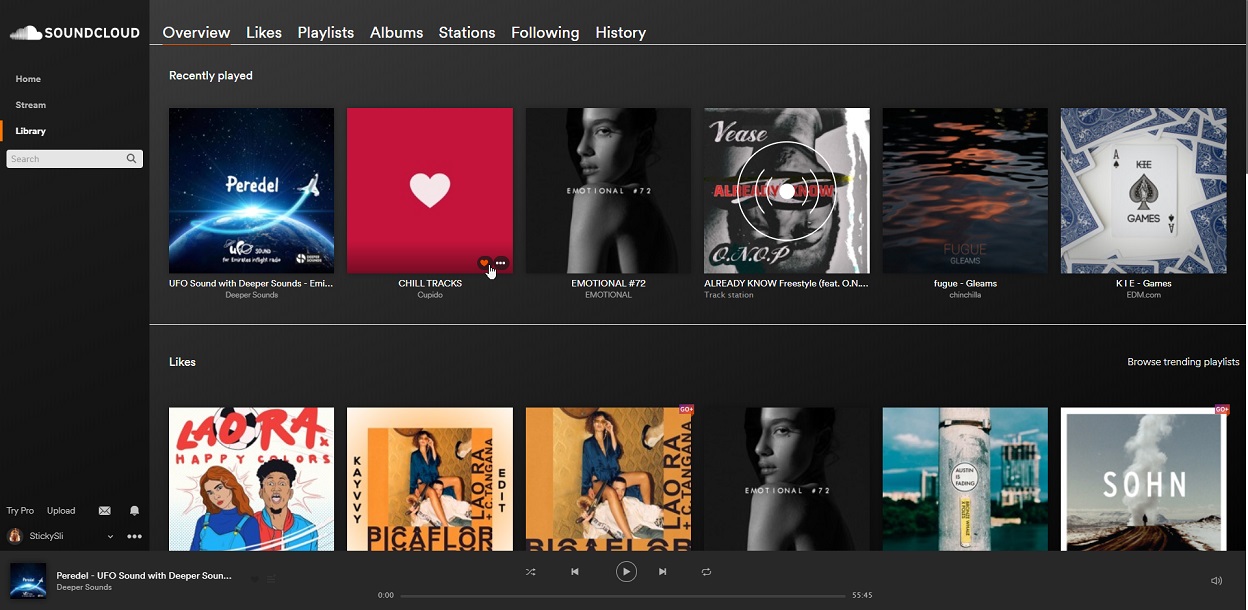 SOUNDCLOUD
Overview Likes Playlists Albums Stations Following History
Home
Stream
Library
Search
Recently played
Peredel
UFO SOUND
for Emirates inflight radio
DEEPER SOUNDS
UFO Sound with Deeper Sounds - Emi...
Deeper Sounds
CHILL TRACKS
Cupido
EMOTIONAL #72
EMOTIONAL #72
EMOTIONAL
Vease
ALREADY KNOW
O.N.O.P
ALREADY KNOW Freestyle (feat. O.N....
Track station
FUGUE
GLEAMS
fugue - Gleams
chinchilla
A
KIE
GAMES
A
K I E - Games
EDM.com
Likes
Browse trending playlists
LAO RA x
HAPPY COLORS
KAYVVY
LAO RA
+C.TANGANA
EDIT
PICAFLOR
GO+
LAO RA
+C.TANGANA
PICAFLOR
EMOTIONAL #72
AUSTIN
IS
FADING
GO+
SOHN
Try Pro Upload
StickySli
Peredel
Peredel - UFO Sound with Deeper Soun...
Deeper Sounds
0:00
55:45